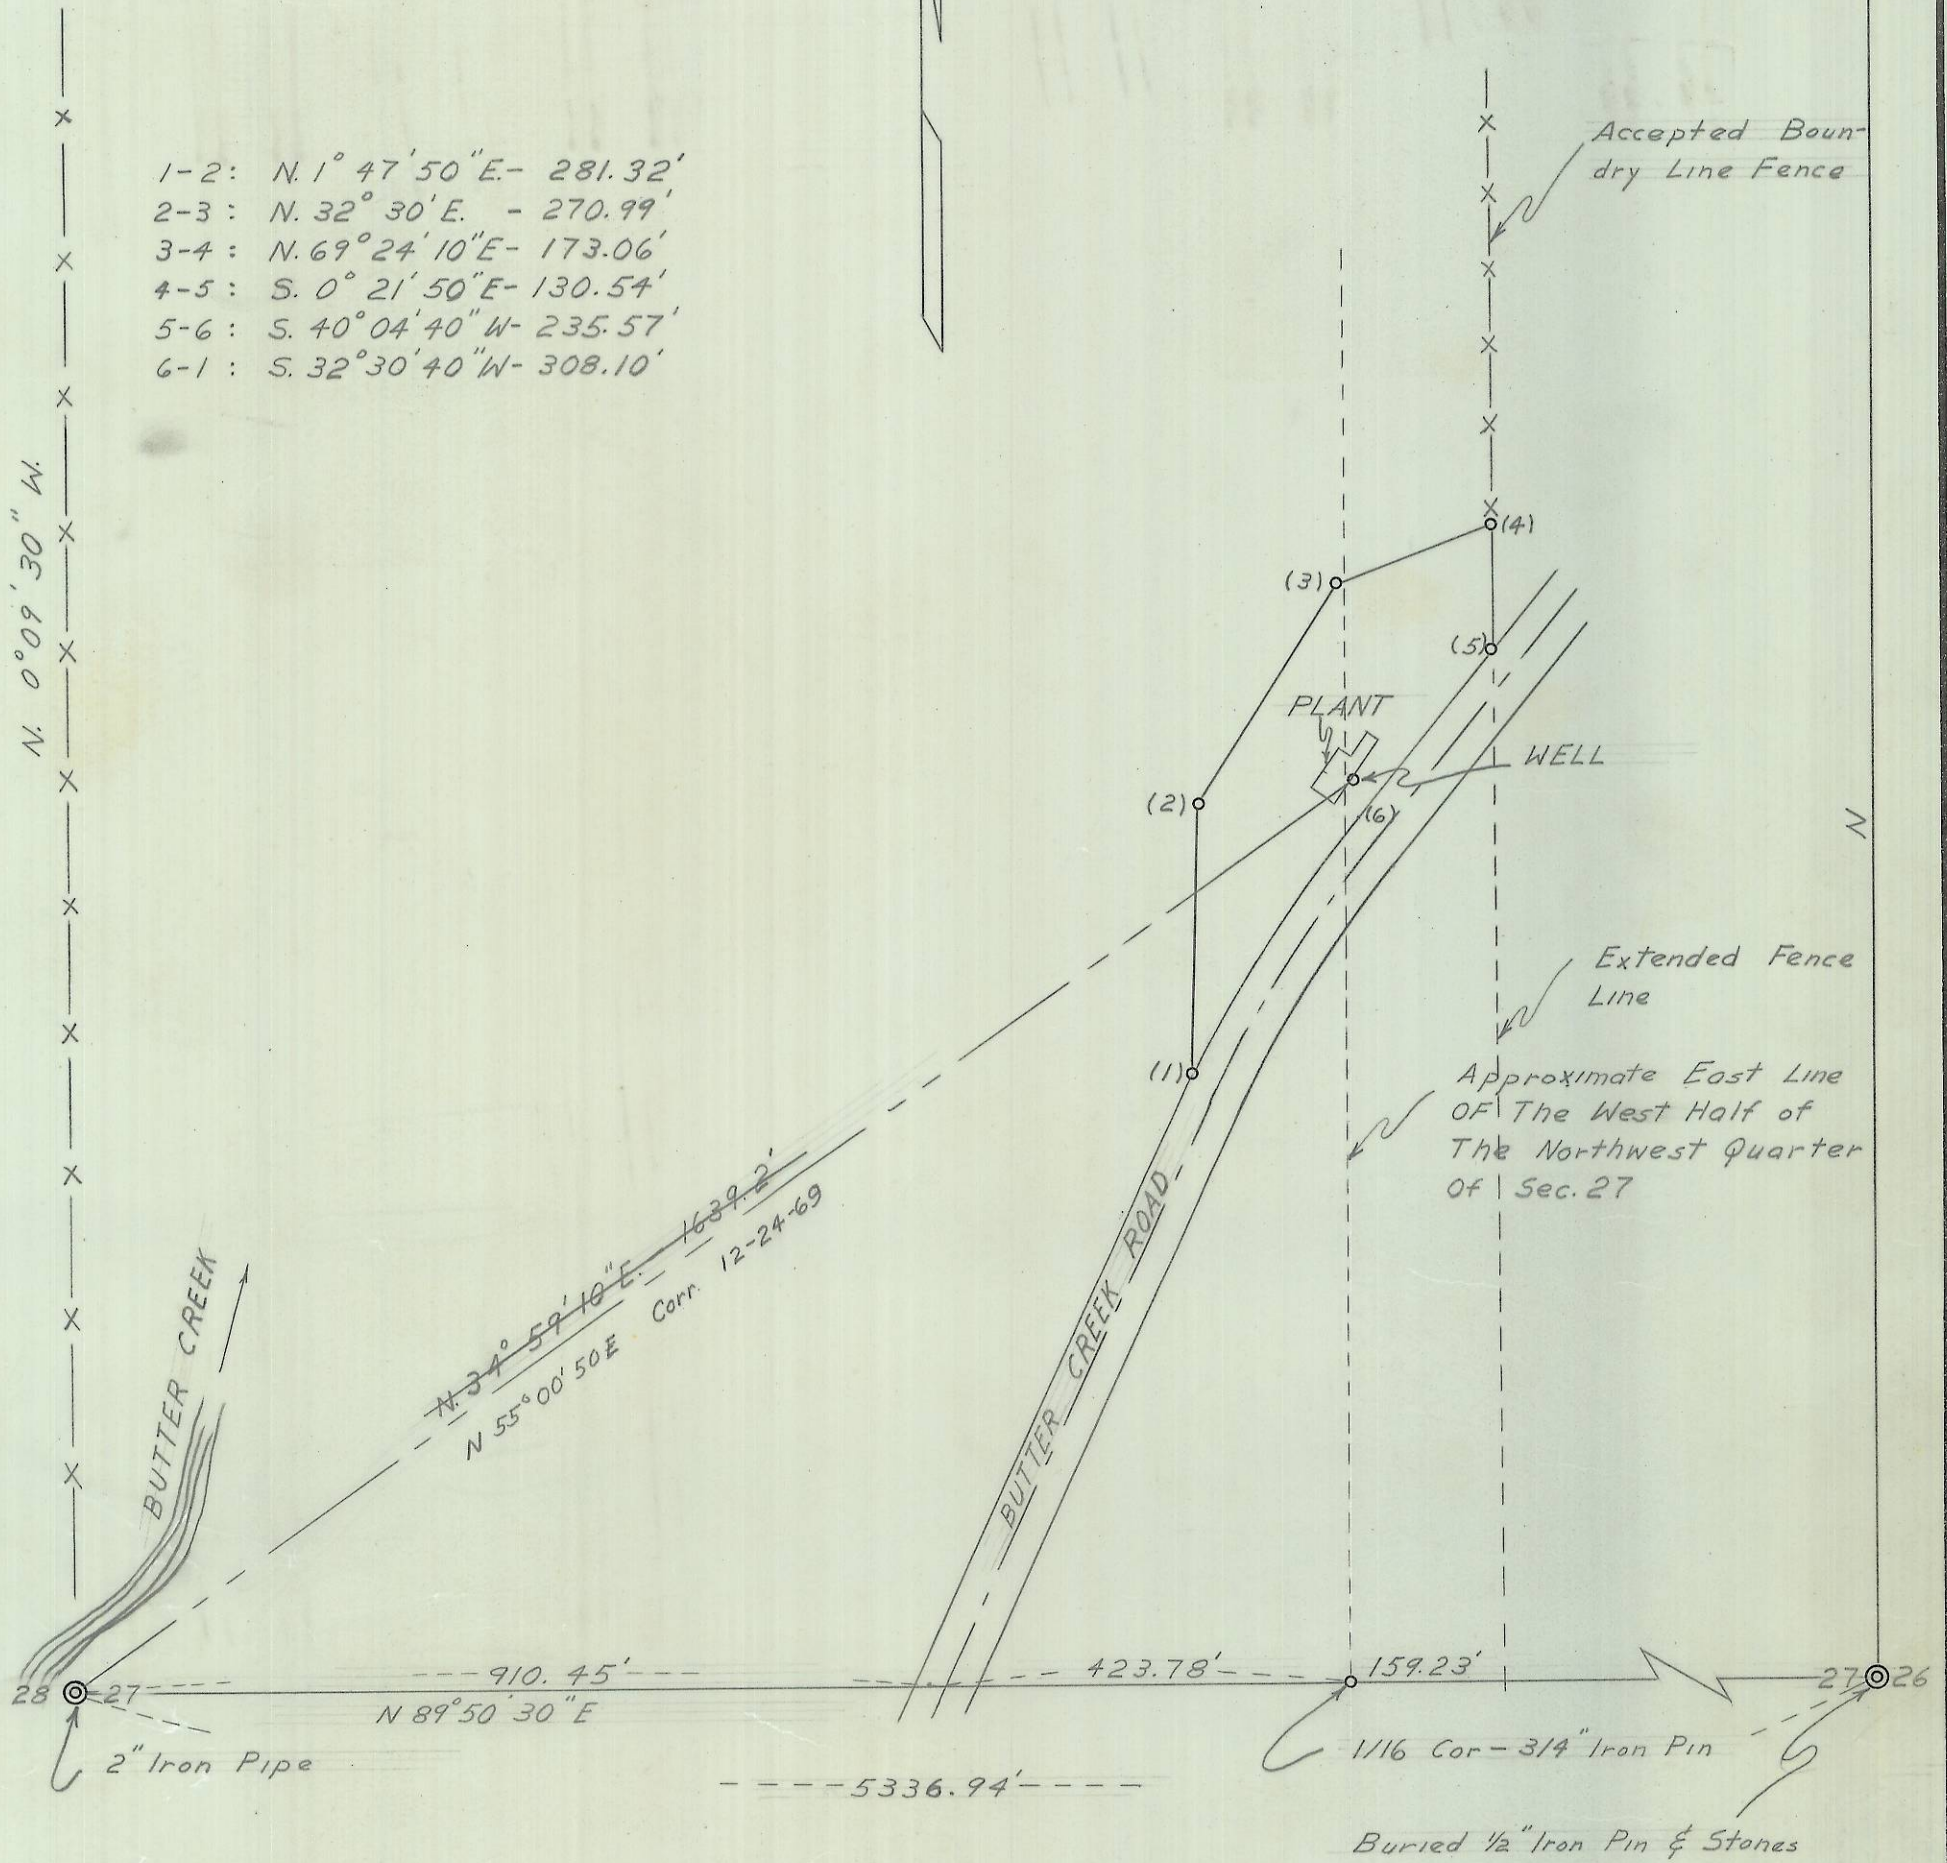 1-2: N. 1° 47' 50" E.- 281.32'
2-3: N. 32° 30' E. - 270.99'
3-4: N. 69° 24' 10" E- 173.06'
4-5: S. 0° 21' 50" E- 130.54'
5-6: S. 40° 04' 40" W- 235.57'
6-1: S. 32° 30' 40" W- 308.10'
Accepted Boun-
dry Line Fence
N. 0° 09' 30" W.
(4)
(3)
(5)
PLANT
WELL
(2)
(6)
N
Extended Fence
Line
(1)
Approximate East Line
OF The West Half of
The Northwest Quarter
Of Sec. 27
N. 34° 59' 10" E. 1639.2'
N 55° 00' 50 E Corr. 12-24-69
BUTTER CREEK
BUTTER CREEK ROAD
910.45'
423.78'
159.23'
28 27
27 26
N 89° 50' 30" E
2" Iron Pipe
1/16 Cor - 3/4" Iron Pin
5336.94'
Buried 1/2" Iron Pin & Stones